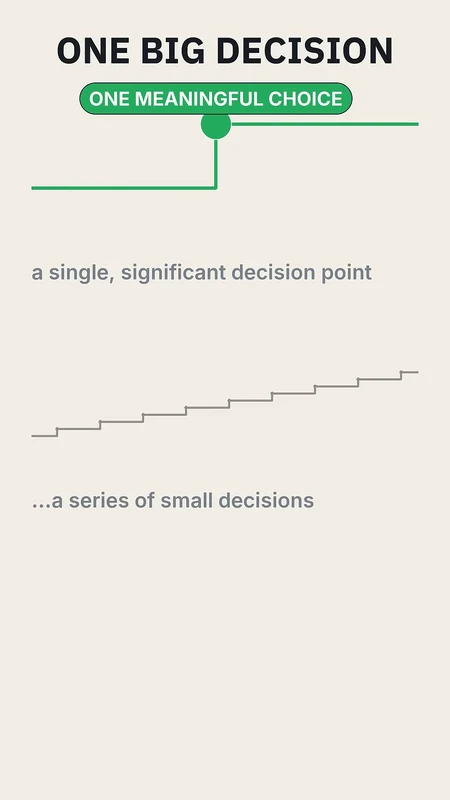 ONE BIG DECISION
ONE MEANINGFUL CHOICE
a single, significant decision point
...a series of small decisions